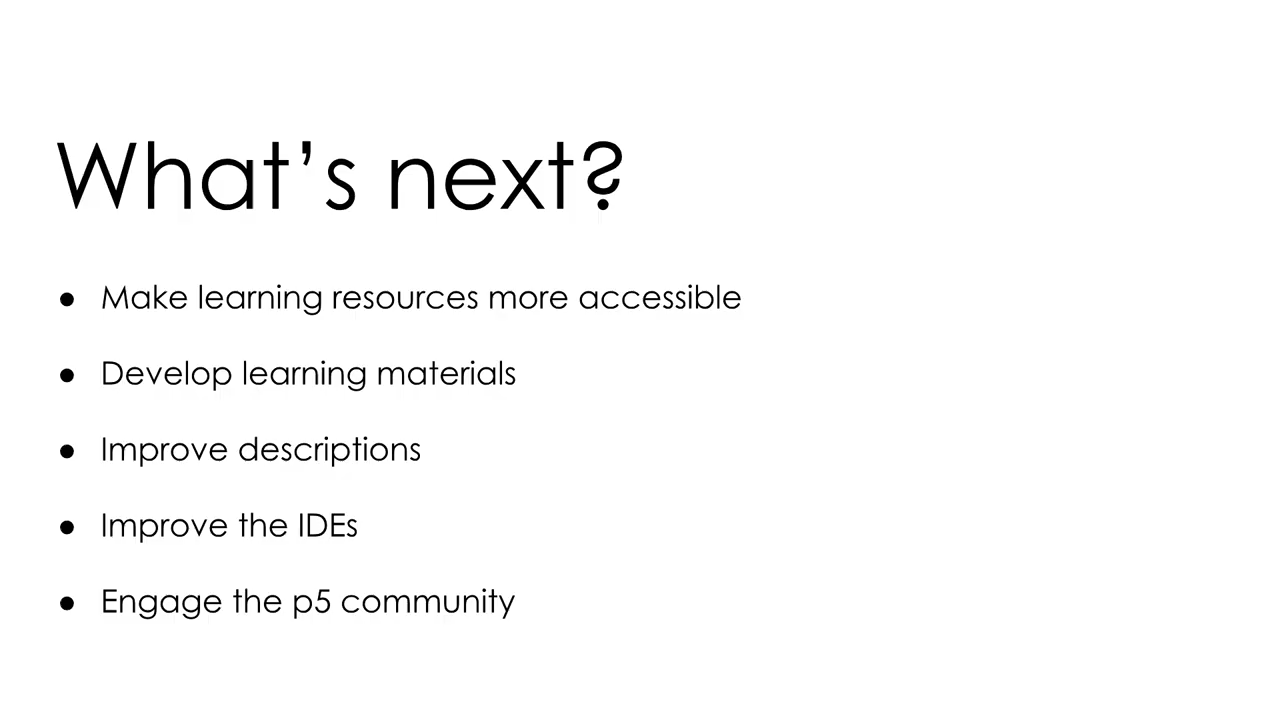 What’s next?
● Make learning resources more accessible
● Develop learning materials
● Improve descriptions
● Improve the IDEs
● Engage the p5 community